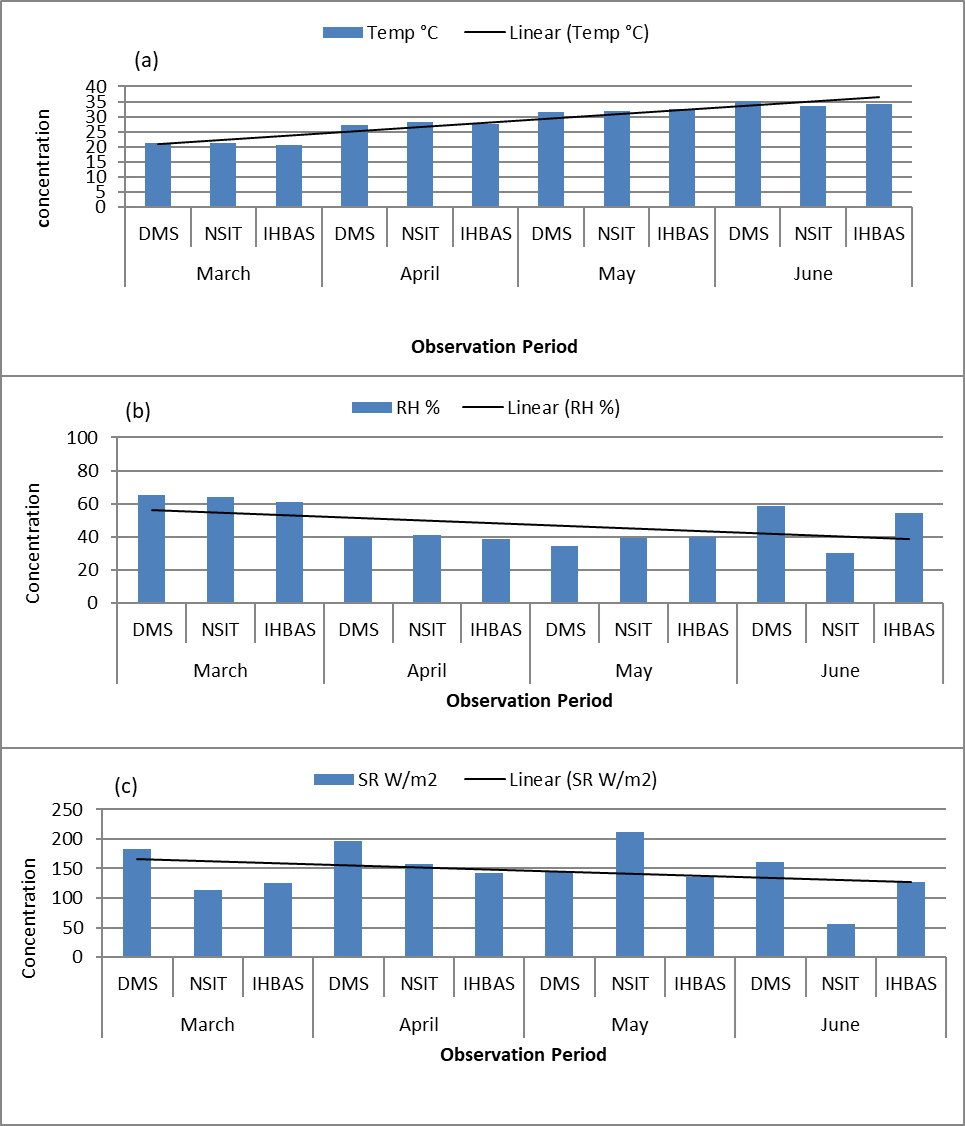 Temp °C Linear (Temp °C)
(a)
40
35
30
25
20
15
10
5
0
concentration
DMS NSIT IHBAS DMS NSIT IHBAS DMS NSIT IHBAS DMS NSIT IHBAS
March April May June
Observation Period
(b) RH % Linear (RH %)
100
80
60
40
20
0
Concentration
DMS NSIT IHBAS DMS NSIT IHBAS DMS NSIT IHBAS DMS NSIT IHBAS
March April May June
Observation Period
(c) SR W/m2 Linear (SR W/m2)
250
200
150
100
50
0
Concentration
DMS NSIT IHBAS DMS NSIT IHBAS DMS NSIT IHBAS DMS NSIT IHBAS
March April May June
Observation Period